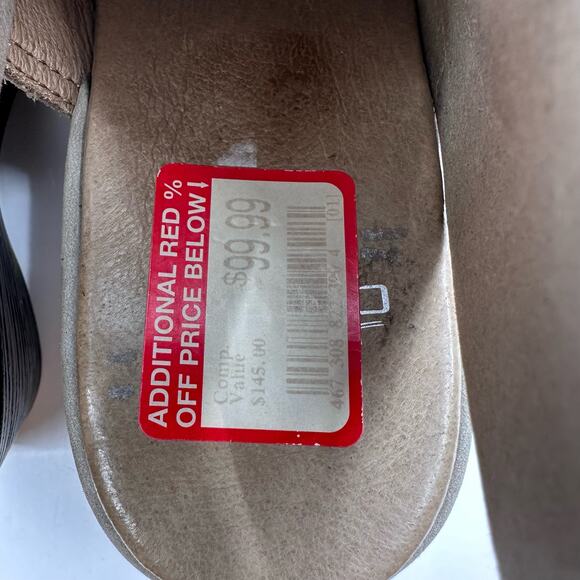 ADDITIONAL RED %
OFF PRICE BELOW↓
$99.99
Comp.
Value
$145.00